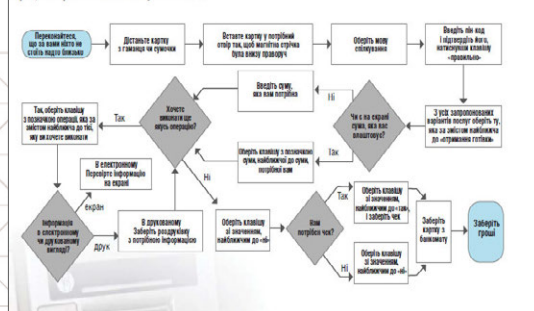 Переконайтеся,
що за вами ніхто не
стоїть надто близько
Дістаньте картку
з гаманця чи сумочки
Вставте картку у потрібний
отвір так, щоб магнітна стрічка
була внизу праворуч
Оберіть мову
спілкування
Введіть пін код
і підтвердіть його,
натиснувши клавішу
«правильно»
З усіх запропонованих
варіантів послуг оберіть ту,
яка за змістом найближча
до «отримання готівки»
Чи є на екрані
сума, яка вас
влаштовує?
Ні
Введіть суму,
яка вам потрібна
Так
Оберіть клавішу з позначкою
суми, найближчої до суми,
потрібної вам
Хочете
виконати ще
якусь операцію?
Так
Так, оберіть клавішу
з позначкою операції, яка за
змістом найближча до тієї,
яку ви хочете виконати
Інформація
в електронному
чи друкованому
вигляді?
екран
В електронному
Перевірте інформацію
на екрані
друк
В друкованому
Заберіть роздруківку
з потрібною інформацією
Ні
Оберіть клавішу
зі значенням,
найближчим до «ні»
Вам
потрібен чек?
Так
Оберіть клавішу
зі значенням,
найближчим до «так»,
і заберіть чек
Ні
Оберіть клавішу
зі значенням,
найближчим до «ні»
Заберіть
картку з
банкомату
Заберіть
гроші